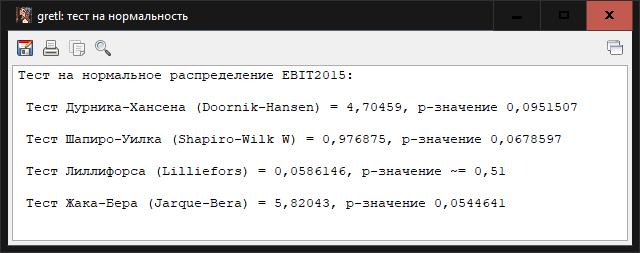 gretl: тест на нормальность
Тест на нормальное распределение EBIT2015:
Тест Дурника-Хансена (Doornik-Hansen) = 4,70459, p-значение 0,0951507
Тест Шапиро-Уилка (Shapiro-Wilk W) = 0,976875, p-значение 0,0678597
Тест Лиллифорса (Lilliefors) = 0,0586146, p-значение ~= 0,51
Тест Жака-Бера (Jarque-Bera) = 5,82043, p-значение 0,0544641